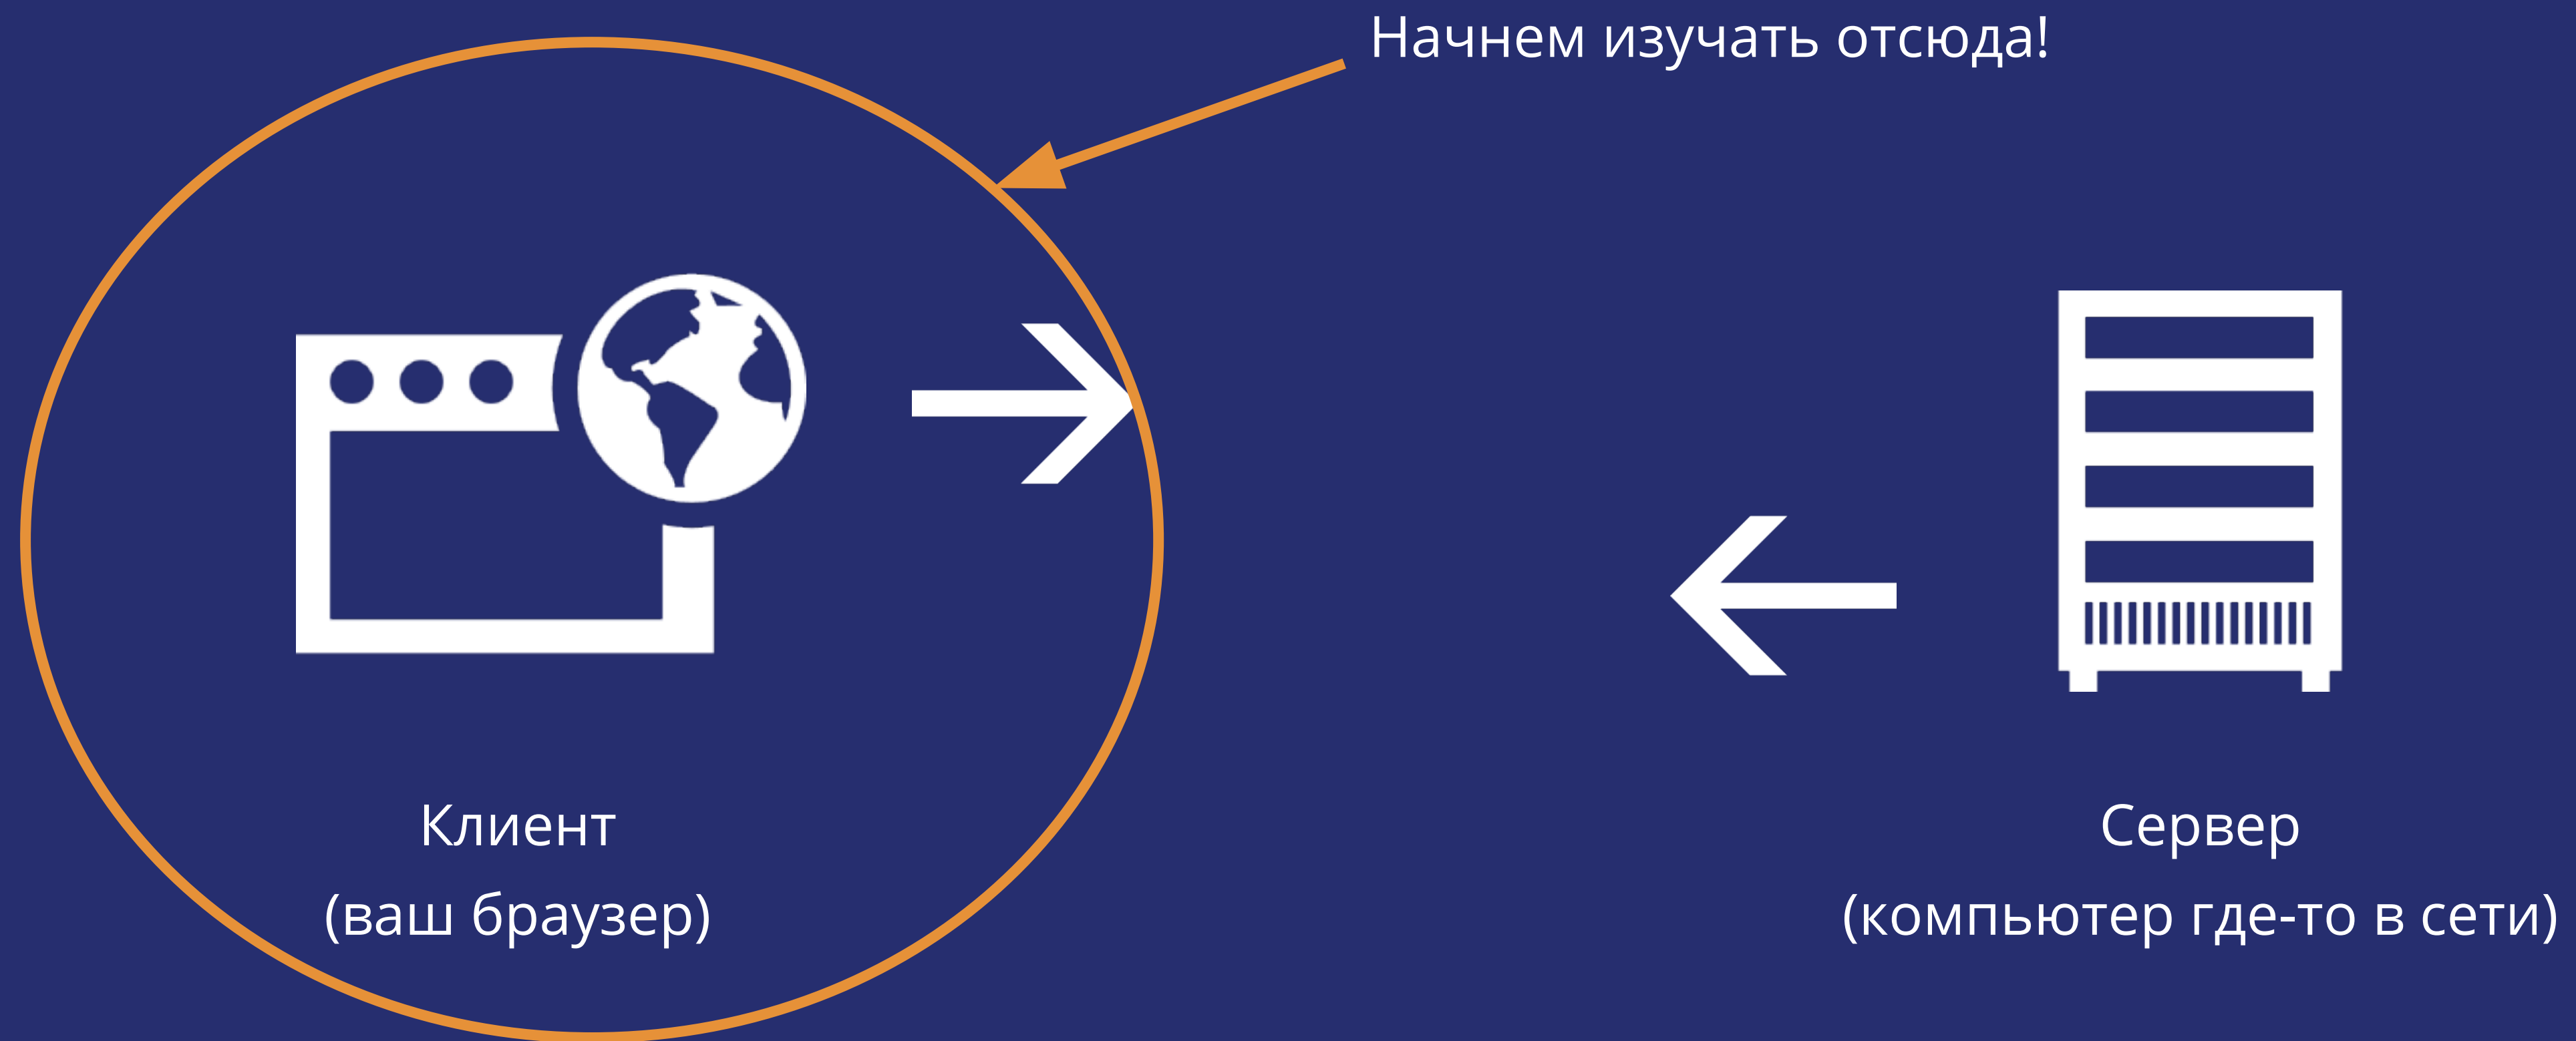 Начнем изучать отсюда!
Клиент
(ваш браузер)
Сервер
(компьютер где-то в сети)